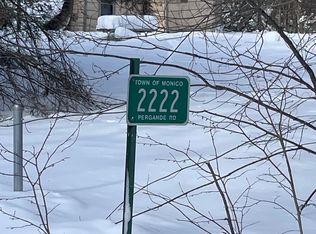 TOWN OF MONICO
2222
PERGANDE RD